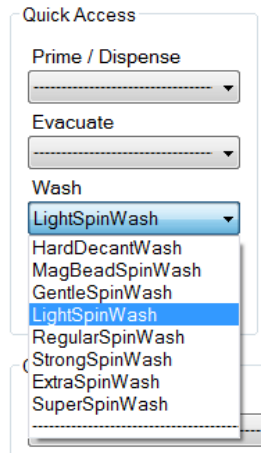 Quick Access
Prime / Dispense
--------------------------------
Evacuate
--------------------------------
Wash
LightSpinWash
HardDecantWash
MagBeadSpinWash
GentleSpinWash
LightSpinWash
RegularSpinWash
StrongSpinWash
ExtraSpinWash
SuperSpinWash
--------------------------------